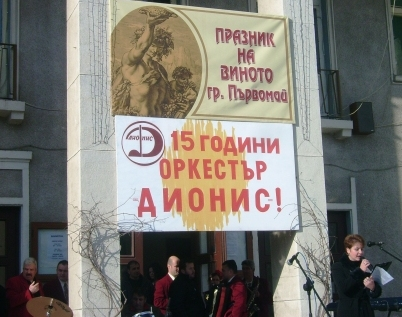 ПРАЗНИК
НА
ВИНОТО
гр. Първомай
ДИОНИС
15 ГОДИНИ
ОРКЕСТЪР
ДИОНИС!